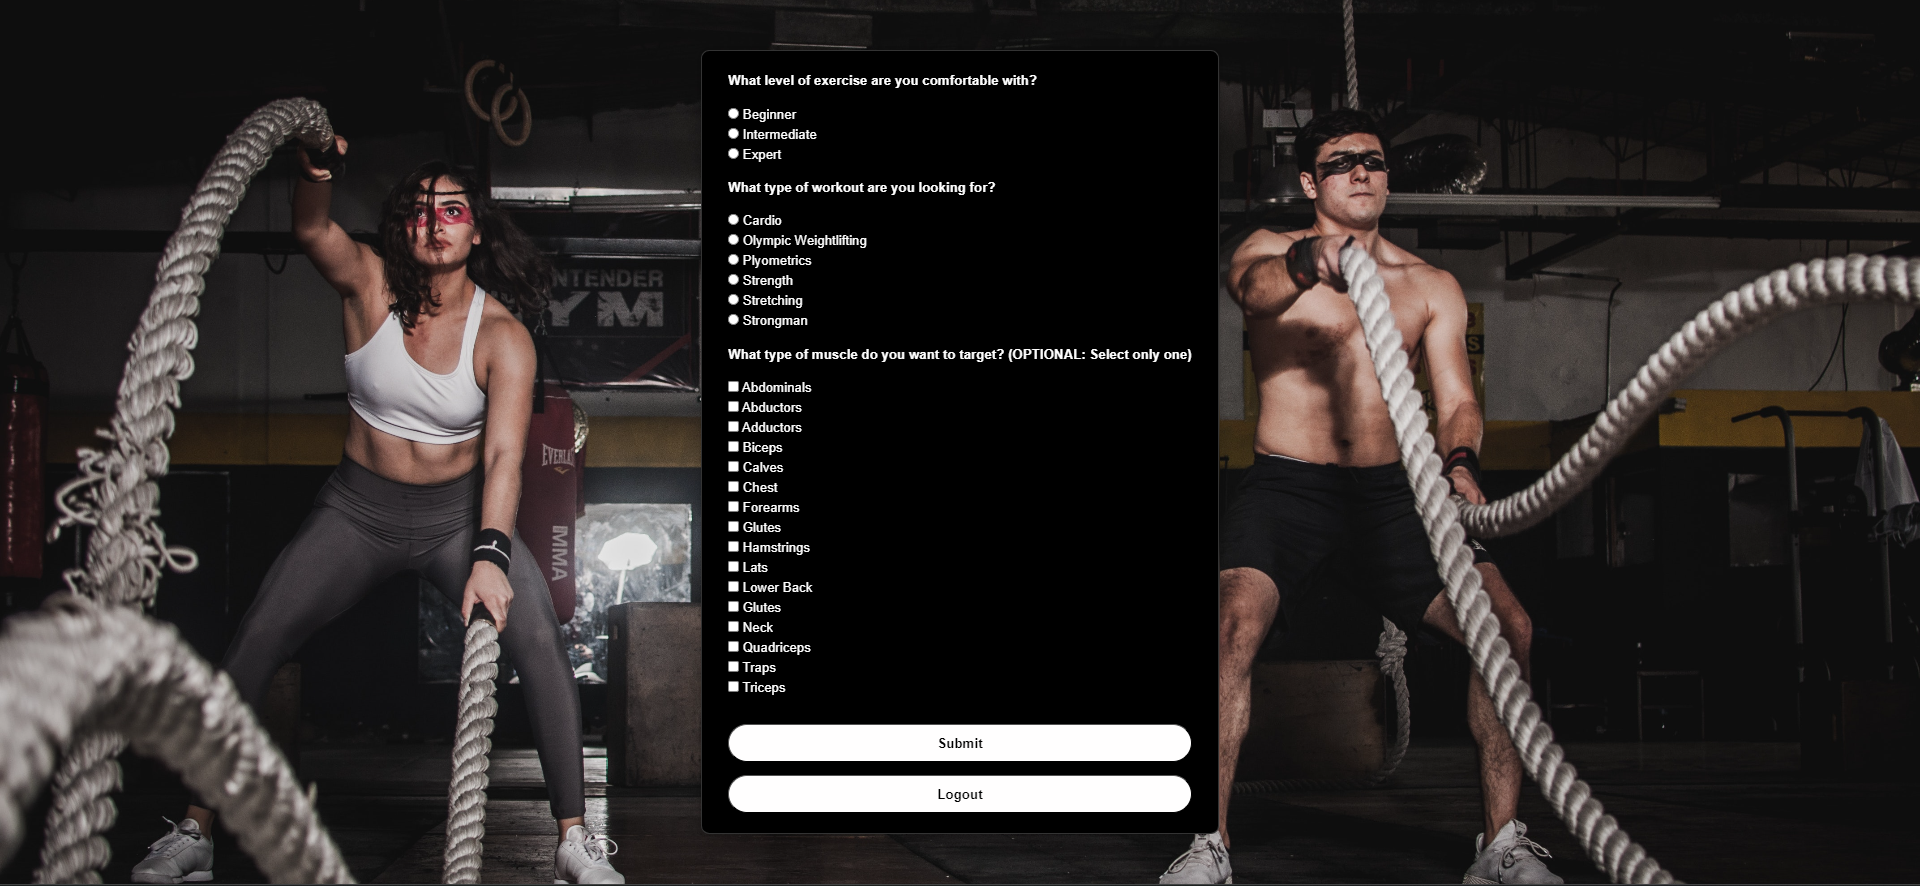 What level of exercise are you comfortable with?
Beginner
Intermediate
Expert
What type of workout are you looking for?
Cardio
Olympic Weightlifting
Plyometrics
Strength
Stretching
Strongman
What type of muscle do you want to target? (OPTIONAL: Select only one)
Abdominals
Abductors
Adductors
Biceps
Calves
Chest
Forearms
Glutes
Hamstrings
Lats
Lower Back
Glutes
Neck
Quadriceps
Traps
Triceps
Submit
Logout
NTENDER
YM
EVERLA
MMA